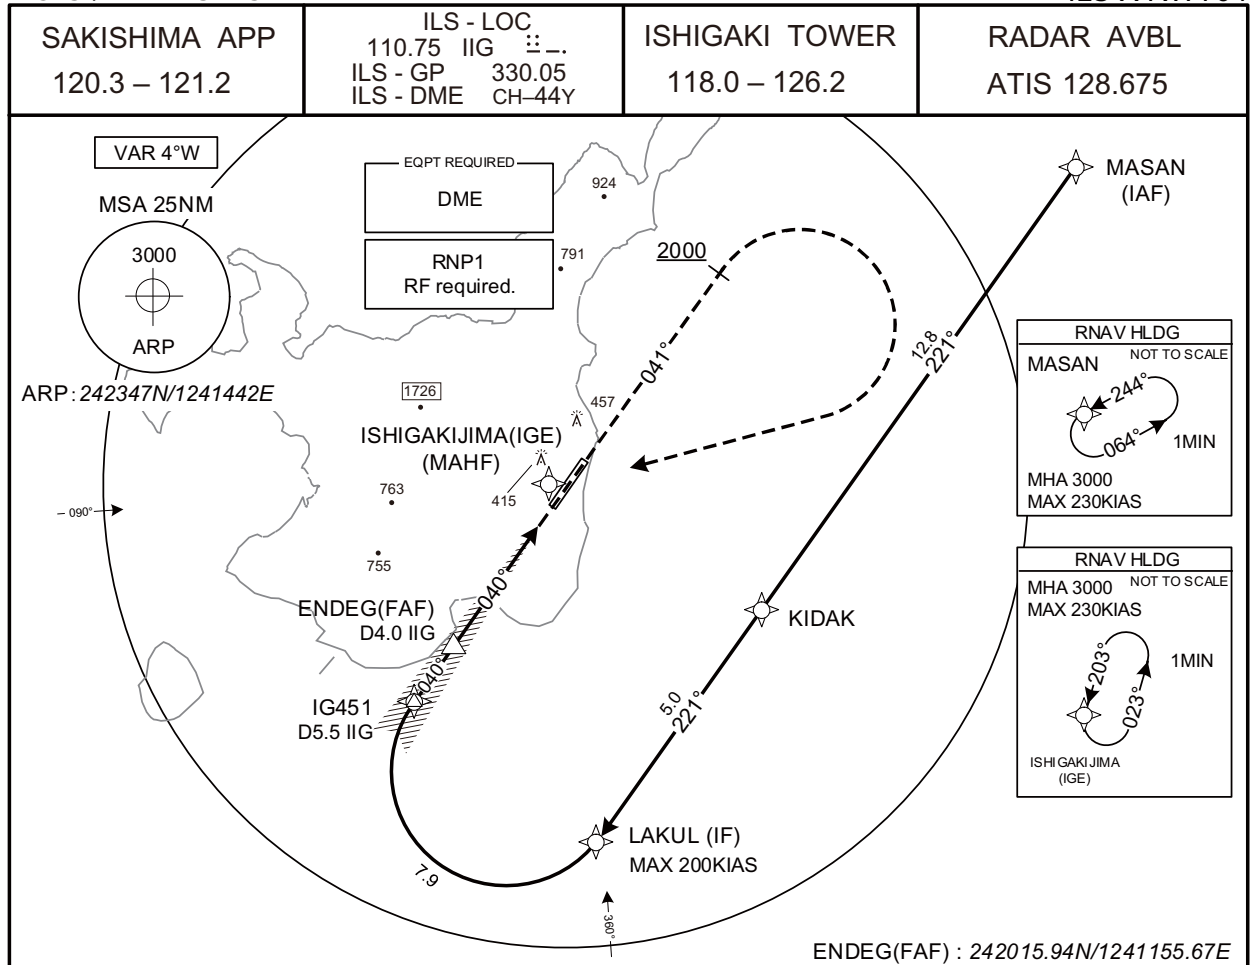 SAKISHIMA APP
120.3 – 121.2
ILS - LOC
110.75 IIG
ILS - GP 330.05
ILS - DME CH–44Y
ISHIGAKI TOWER
118.0 – 126.2
RADAR AVBL
ATIS 128.675
VAR 4°W
MSA 25NM
3000
ARP
ARP : 242347N/1241442E
EQPT REQUIRED
DME
RNP1
RF required.
924
791
2000
MASAN
(IAF)
041°
12.8
221°
1726
457
ISHIGAKIJIMA(IGE)
(MAHF)
415
763
755
090°
040°
ENDEG(FAF)
D4.0 IIG
040°
IG451
D5.5 IIG
KIDAK
5.0
221°
LAKUL (IF)
MAX 200KIAS
7.9
360°
RNAV HLDG
NOT TO SCALE
MASAN
244°
064°
1MIN
MHA 3000
MAX 230KIAS
RNAV HLDG
NOT TO SCALE
MHA 3000
MAX 230KIAS
203°
023°
1MIN
ISHIGAKIJIMA
(IGE)
ENDEG(FAF) : 242015.94N/1241155.67E